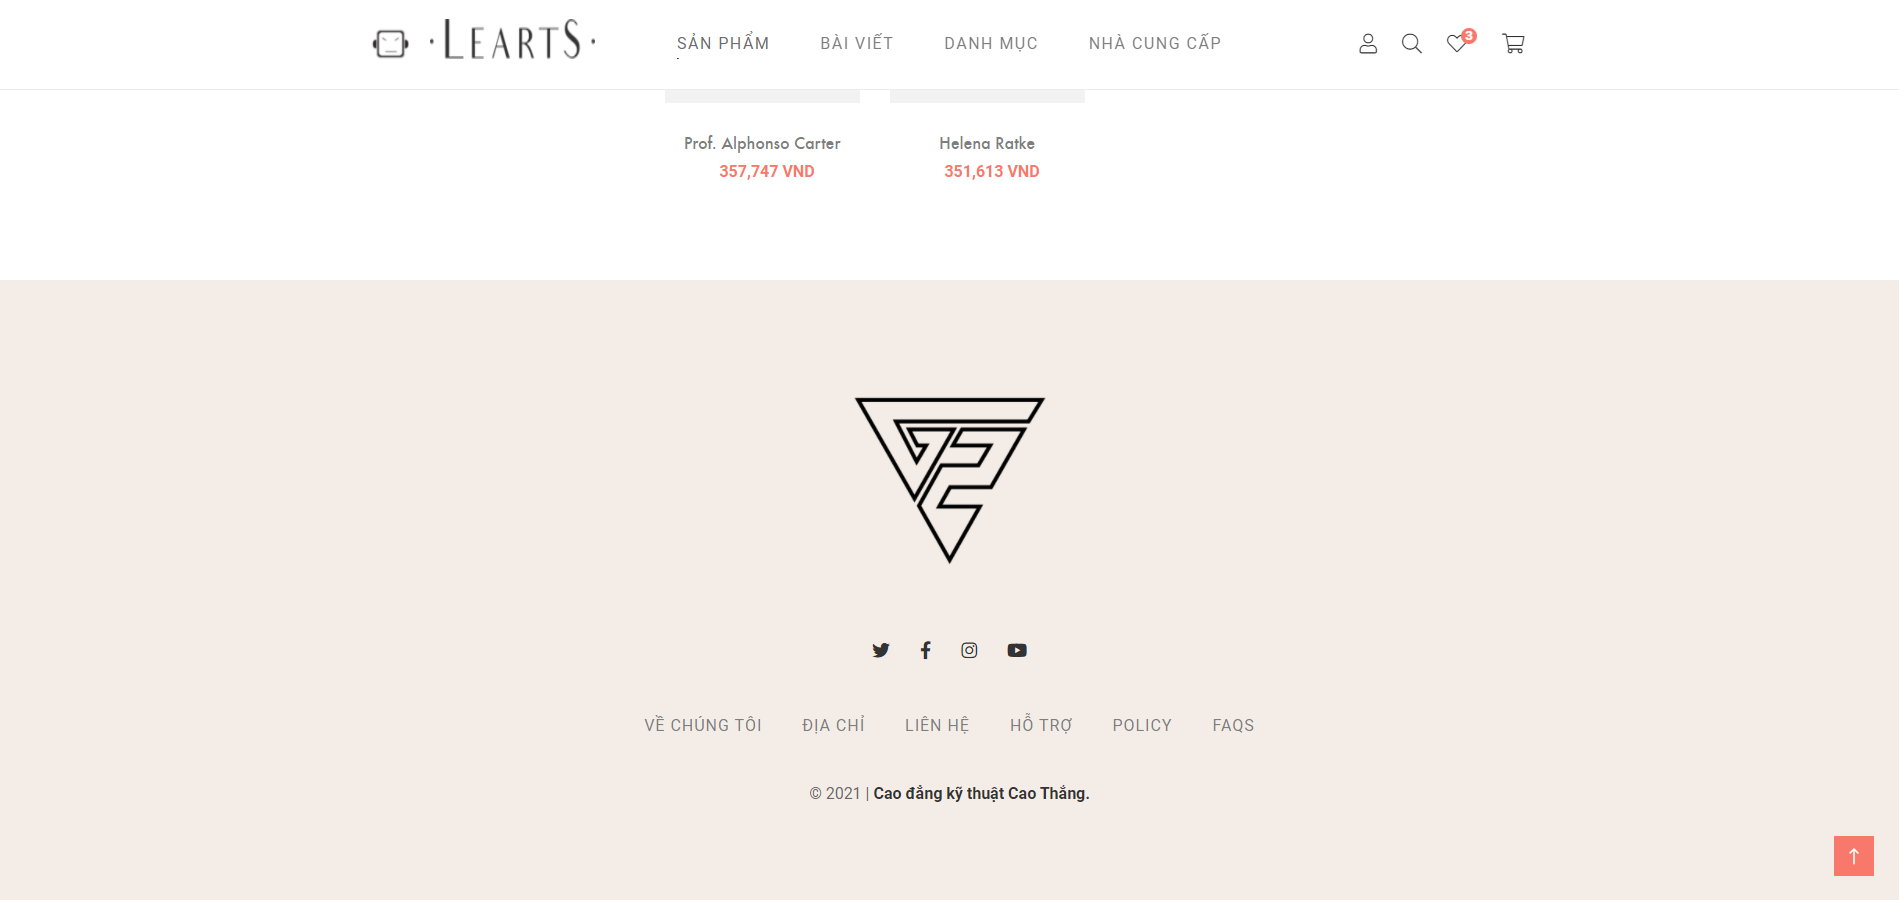 ·LEARTS·
SẢN PHẨM BÀI VIẾT DANH MỤC NHÀ CUNG CẤP 3
Prof. Alphonso Carter Helena Ratke
357,747 VND 351,613 VND
VỀ CHÚNG TÔI ĐỊA CHỈ LIÊN HỆ HỖ TRỢ POLICY FAQS
© 2021 | Cao đẳng kỹ thuật Cao Thắng.